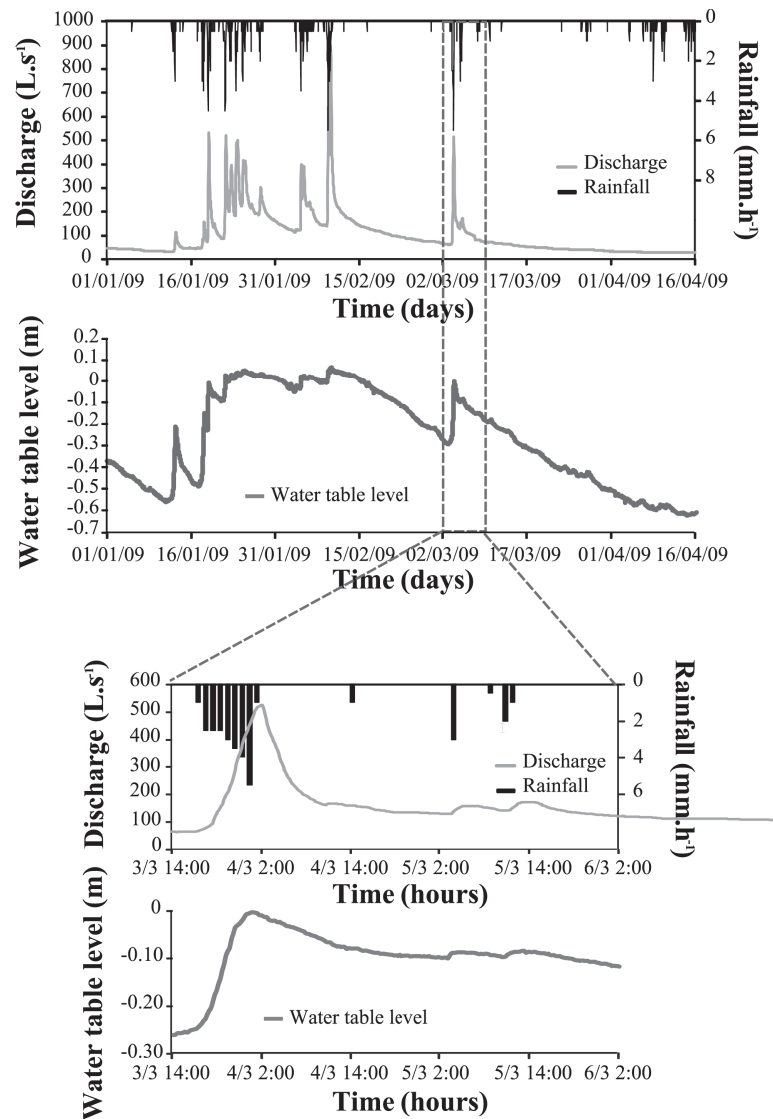 Discharge (L.s⁻¹)
1000
900
800
700
600
500
400
300
200
100
0
0
2
4
6
8
Rainfall (mm.h⁻¹)
Discharge
Rainfall
01/01/09 16/01/09 31/01/09 15/02/09 02/03/09 17/03/09 01/04/09 16/04/09
Time (days)
Water table level (m)
0.2
0.1
0
-0.1
-0.2
-0.3
-0.4
-0.5
-0.6
-0.7
Water table level
01/01/09 16/01/09 31/01/09 15/02/09 02/03/09 17/03/09 01/04/09 16/04/09
Time (days)
Discharge (L.s⁻¹)
600
500
400
300
200
100
0
0
2
4
6
Rainfall (mm.h⁻¹)
Discharge
Rainfall
3/3 14:00 4/3 2:00 4/3 14:00 5/3 2:00 5/3 14:00 6/3 2:00
Time (hours)
Water table level (m)
0
-0.10
-0.20
-0.30
Water table level
3/3 14:00 4/3 2:00 4/3 14:00 5/3 2:00 5/3 14:00 6/3 2:00
Time (hours)